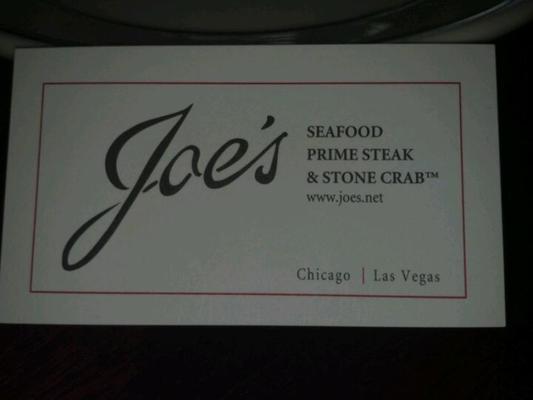 Joe's
SEAFOOD
PRIME STEAK
& STONE CRAB™
www.joes.net
Chicago | Las Vegas